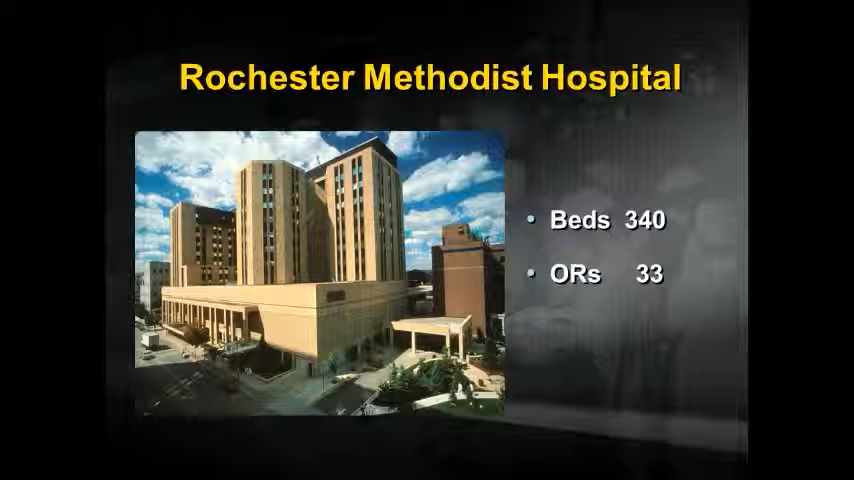 Rochester Methodist Hospital
• Beds 340
• ORs 33